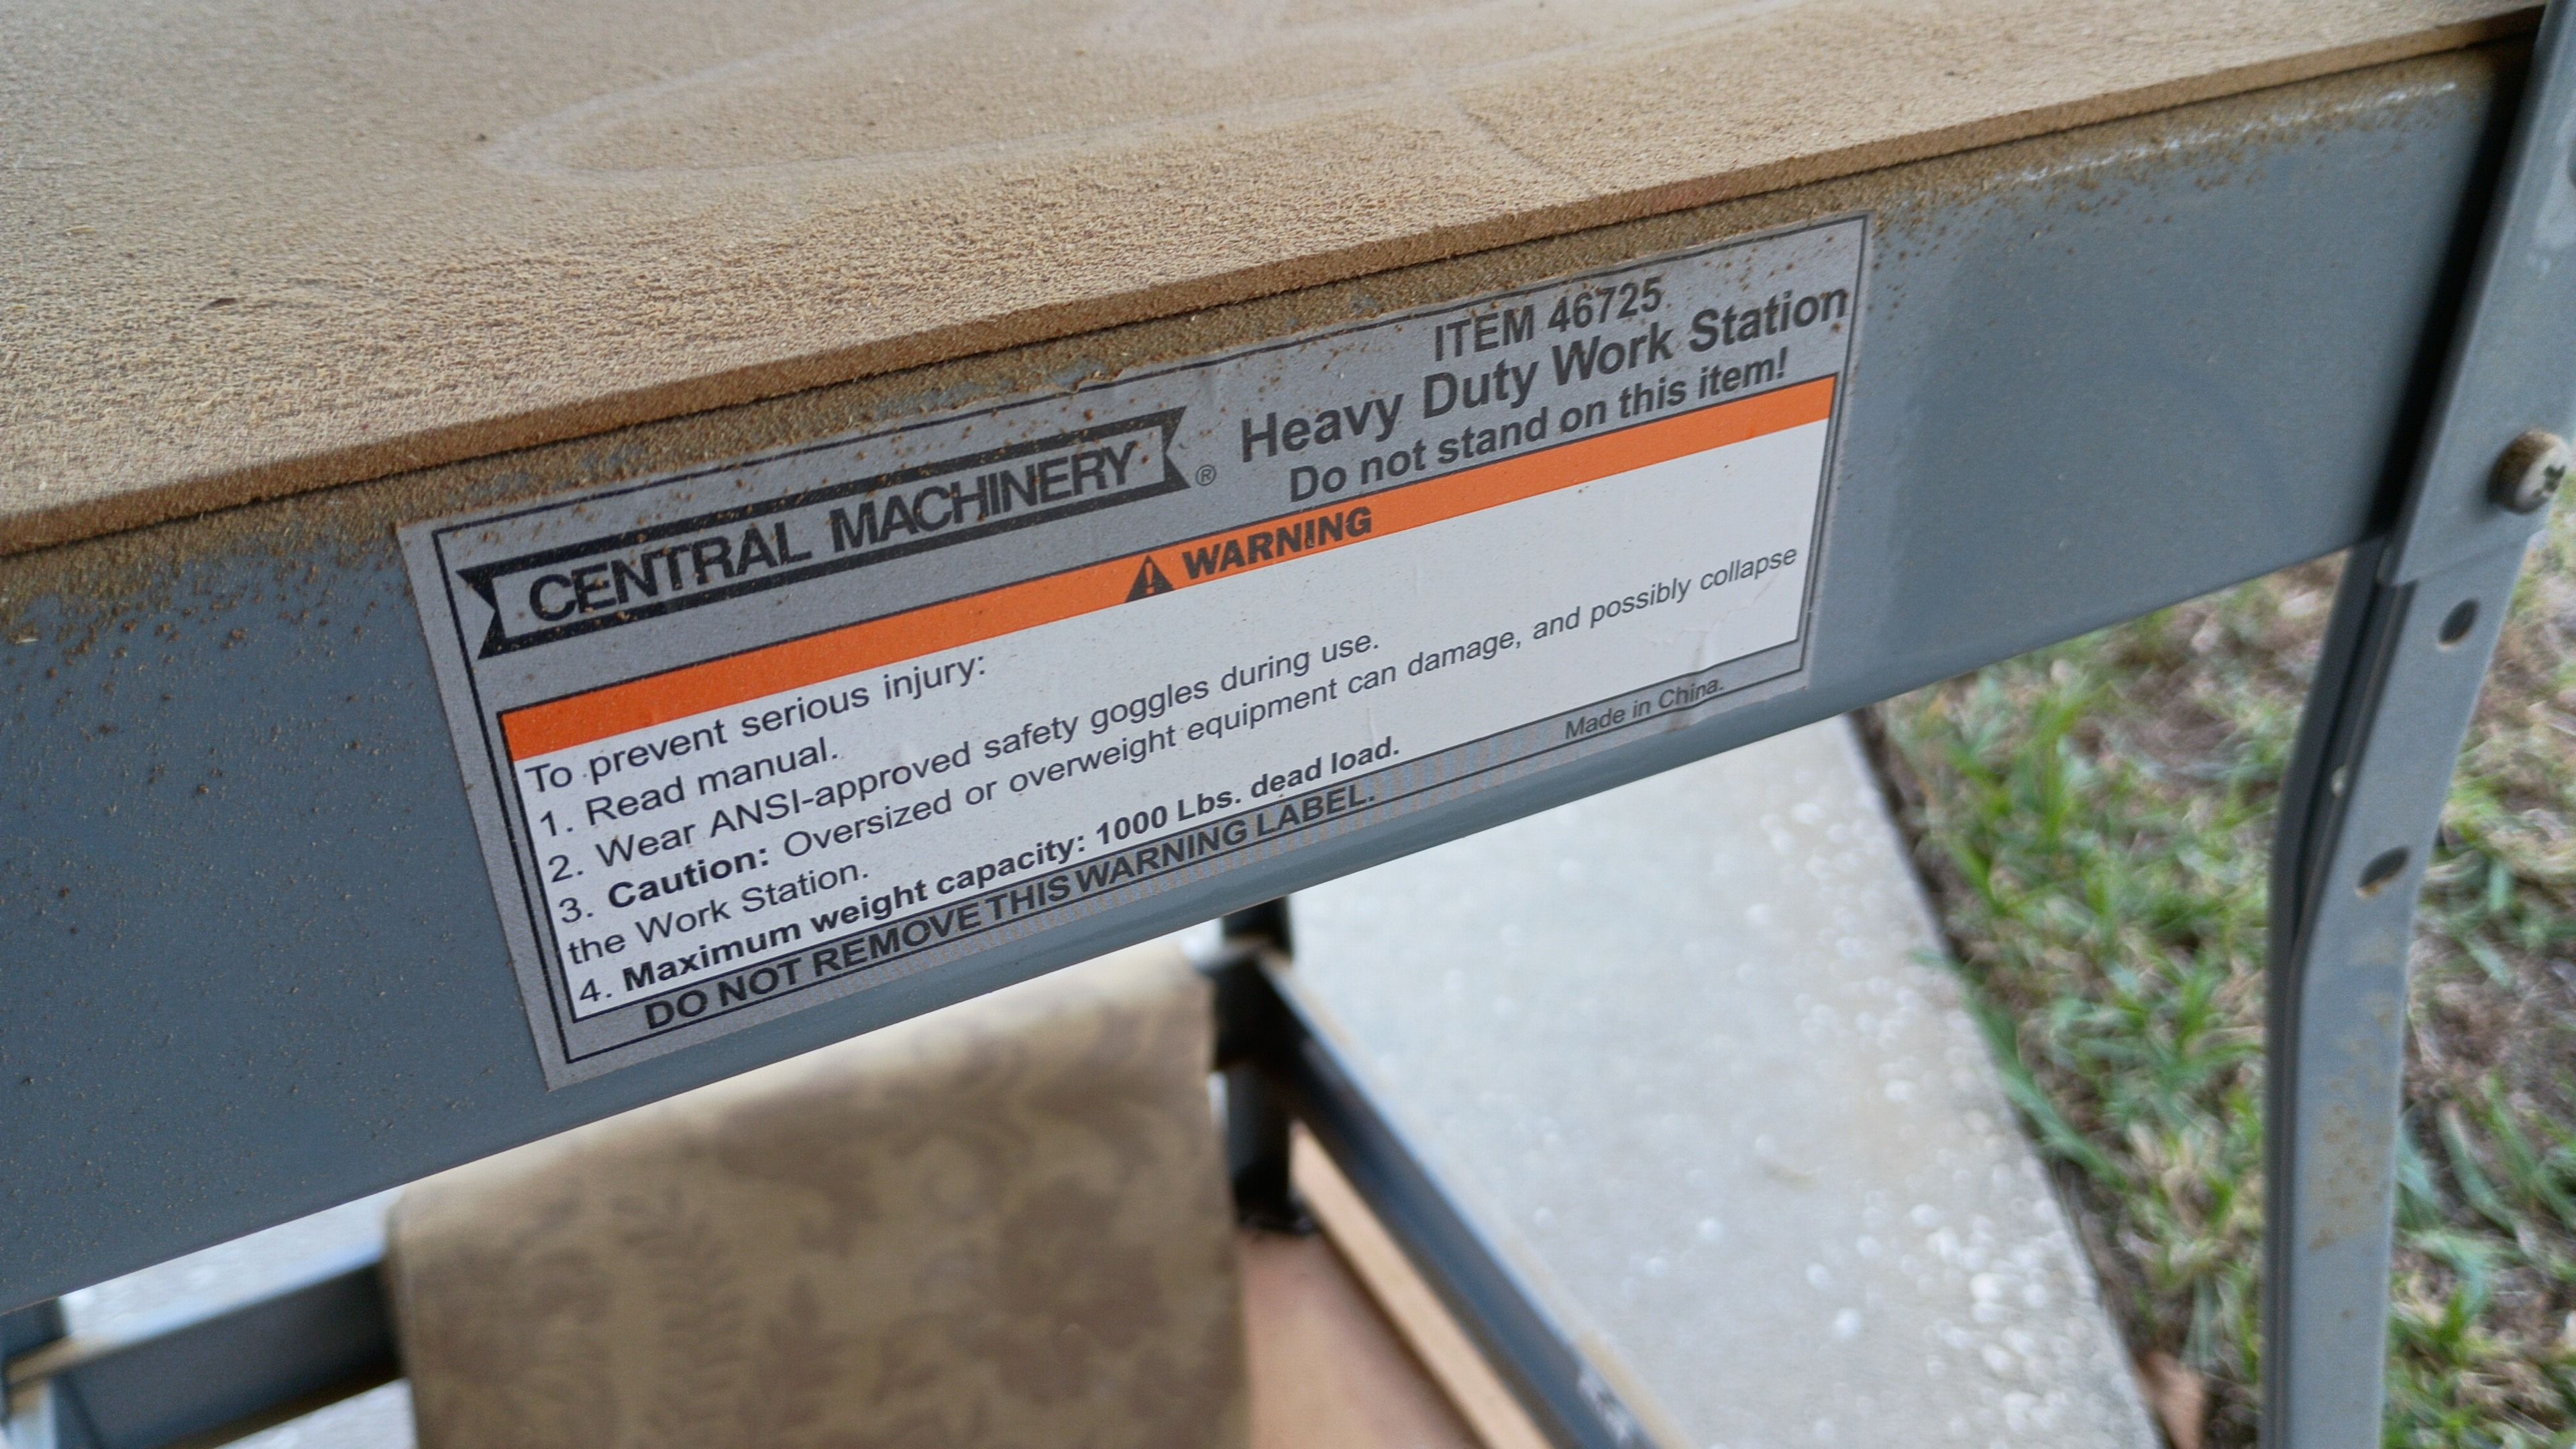 CENTRAL MACHINERY ®
ITEM 46725
Heavy Duty Work Station
Do not stand on this item!
WARNING
To prevent serious injury:
1. Read manual.
2. Wear ANSI-approved safety goggles during use.
3. Caution: Oversized or overweight equipment can damage, and possibly collapse
the Work Station.
4. Maximum weight capacity: 1000 Lbs. dead load.
DO NOT REMOVE THIS WARNING LABEL.
Made in China.